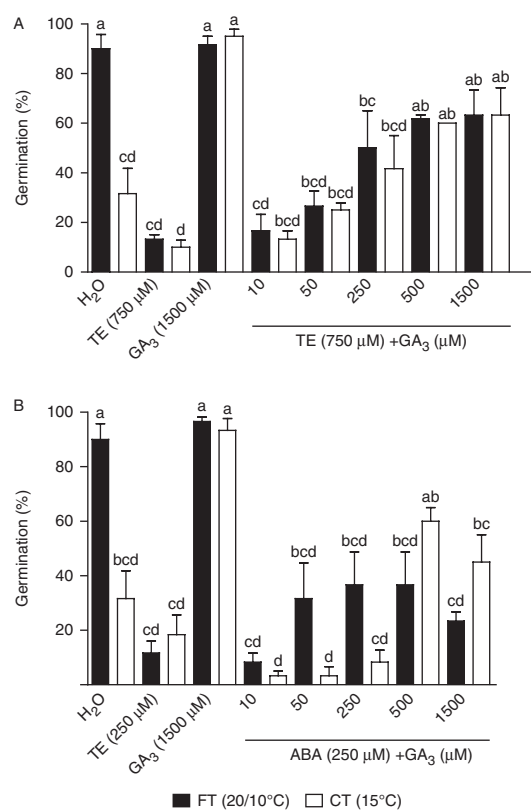 A
100
80
60
40
20
0
Germination (%)
a
cd
cd
d
a
a
cd
bcd
bcd
bcd
bc
bcd
ab
ab
ab
ab
H₂O
TE (750 μM)
GA₃ (1500 μM)
10
50
250
500
1500
TE (750 μM) +GA₃ (μM)
B
100
80
60
40
20
Germination (%)
a
bcd
cd
cd
a
a
cd
d
bcd
d
bcd
cd
bcd
ab
cd
bc
H₂O
TE (250 μM)
GA₃ (1500 μM)
10
50
250
500
1500
ABA (250 μM) +GA₃ (μM)
FT (20/10°C) CT (15°C)